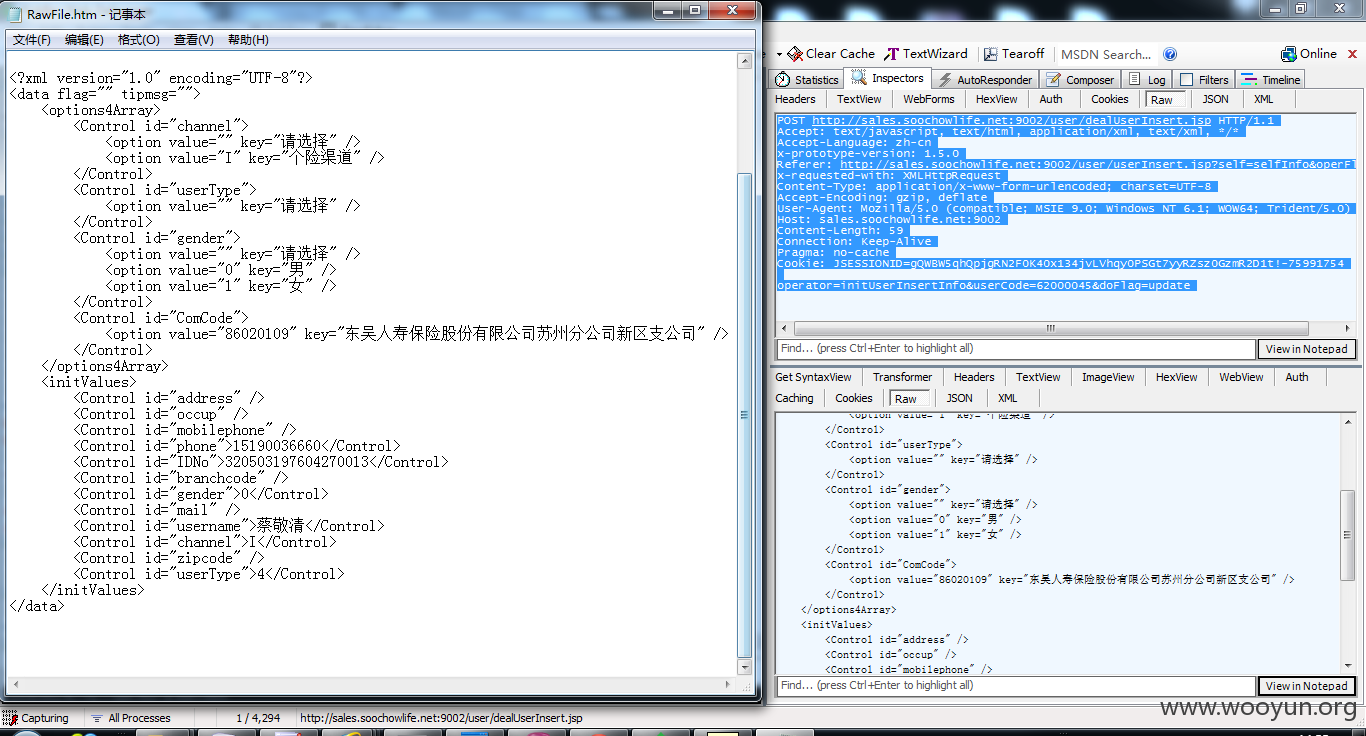 RawFile.htm - 记事本
文件(F) 编辑(E) 格式(O) 查看(V) 帮助(H)
<?xml version="1.0" encoding="UTF-8"?>
<data flag="" tipmsg="">
<options4Array>
<Control id="channel">
<option value="" key="请选择" />
<option value="I" key="个险渠道" />
</Control>
<Control id="userType">
<option value="" key="请选择" />
</Control>
<Control id="gender">
<option value="" key="请选择" />
<option value="0" key="男" />
<option value="1" key="女" />
</Control>
<Control id="ComCode">
<option value="86020109" key="东吴人寿保险股份有限公司苏州分公司新区支公司" />
</Control>
</options4Array>
<initValues>
<Control id="address" />
<Control id="occup" />
<Control id="mobilephone" />
<Control id="phone">15190036660</Control>
<Control id="IDNo">320503197604270013</Control>
<Control id="branchcode" />
<Control id="gender">0</Control>
<Control id="mail" />
<Control id="username">蔡敬清</Control>
<Control id="channel">I</Control>
<Control id="zipcode" />
<Control id="userType">4</Control>
</initValues>
</data>
Clear Cache TextWizard Tearoff MSDN Search... Online
Statistics Inspectors AutoResponder Composer Log Filters Timeline
Headers TextView WebForms HexView Auth Cookies Raw JSON XML
POST http://sales.soochowlife.net:9002/user/dealUserInsert.jsp HTTP/1.1
Accept: text/javascript, text/html, application/xml, text/xml, */*
Accept-Language: zh-cn
x-prototype-version: 1.5.0
Referer: http://sales.soochowlife.net:9002/user/userInsert.jsp?self=selfInfo&operFl
x-requested-with: XMLHttpRequest
Content-Type: application/x-www-form-urlencoded; charset=UTF-8
Accept-Encoding: gzip, deflate
User-Agent: Mozilla/5.0 (compatible; MSIE 9.0; Windows NT 6.1; WOW64; Trident/5.0)
Host: sales.soochowlife.net:9002
Content-Length: 59
Connection: Keep-Alive
Pragma: no-cache
Cookie: JSESSIONID=gQWBW5qhQpjgRN2F0K4Ox134jvLVhqyOPSGt7yyRZszOGzmR2D1t!-75991754
operator=initUserInsertInfo&userCode=62000045&doFlag=update
Find... (press Ctrl+Enter to highlight all) View in Notepad
Get SyntaxView Transformer Headers TextView ImageView HexView WebView Auth
Caching Cookies Raw JSON XML
<option value="I" key="个险渠道" />
</Control>
<Control id="userType">
<option value="" key="请选择" />
</Control>
<Control id="gender">
<option value="" key="请选择" />
<option value="0" key="男" />
<option value="1" key="女" />
</Control>
<Control id="ComCode">
<option value="86020109" key="东吴人寿保险股份有限公司苏州分公司新区支公司" />
</Control>
</options4Array>
<initValues>
<Control id="address" />
<Control id="occup" />
<Control id="mobilephone" />
Find... (press Ctrl+Enter to highlight all) View in Notepad
www.wooyun.org
Capturing All Processes 1 / 4,294 http://sales.soochowlife.net:9002/user/dealUserInsert.jsp